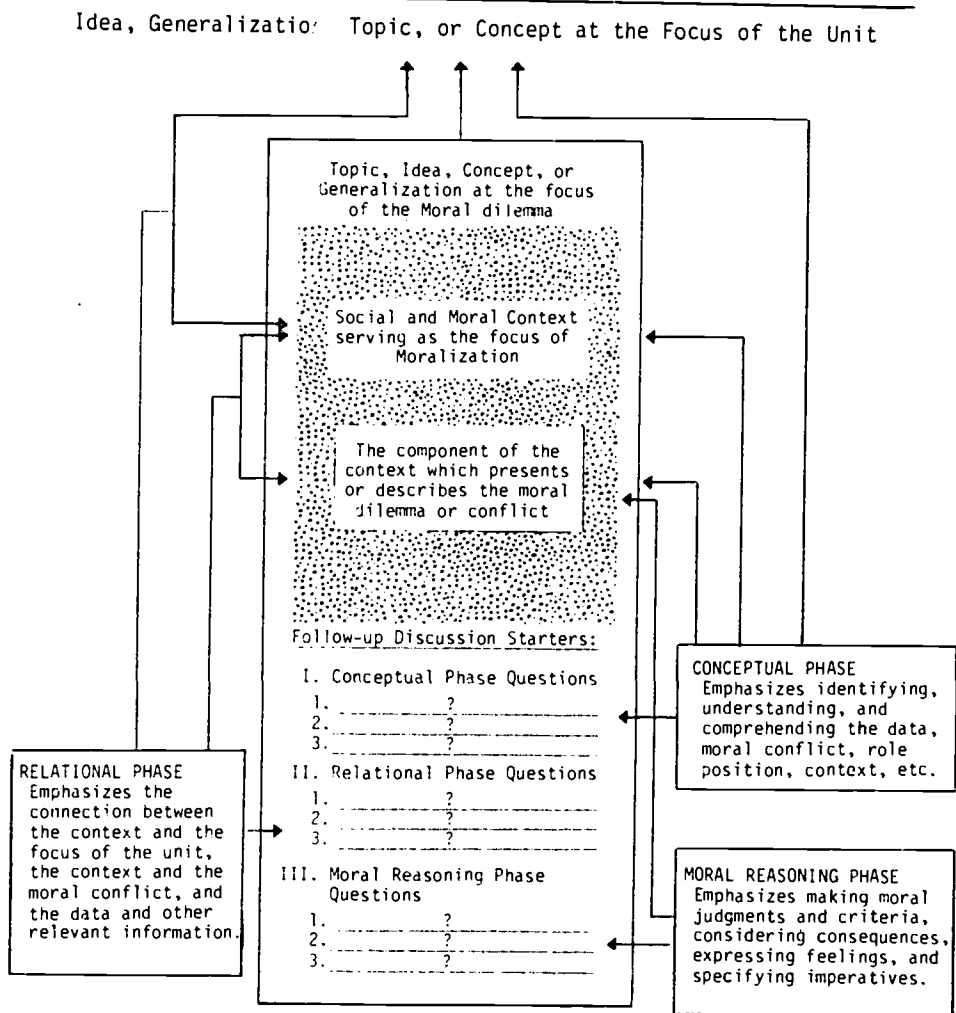 Idea, Generalizatio Topic, or Concept at the Focus of the Unit
Topic, Idea, Concept, or
Generalization at the focus
of the Moral dilemma
Social and Moral Context
serving as the focus of
Moralization
The component of the
context which presents
or describes the moral
dilemma or conflict
Follow-up Discussion Starters:
I. Conceptual Phase Questions
1. ?
2. ?
3. ?
II. Relational Phase Questions
1. ?
2. ?
3. ?
III. Moral Reasoning Phase
Questions
1. ?
2. ?
3. ?
RELATIONAL PHASE
Emphasizes the
connection between
the context and the
focus of the unit,
the context and the
moral conflict, and
the data and other
relevant information.
CONCEPTUAL PHASE
Emphasizes identifying,
understanding, and
comprehending the data,
moral conflict, role
position, context, etc.
MORAL REASONING PHASE
Emphasizes making moral
judgments and criteria,
considering consequences,
expressing feelings, and
specifying imperatives.